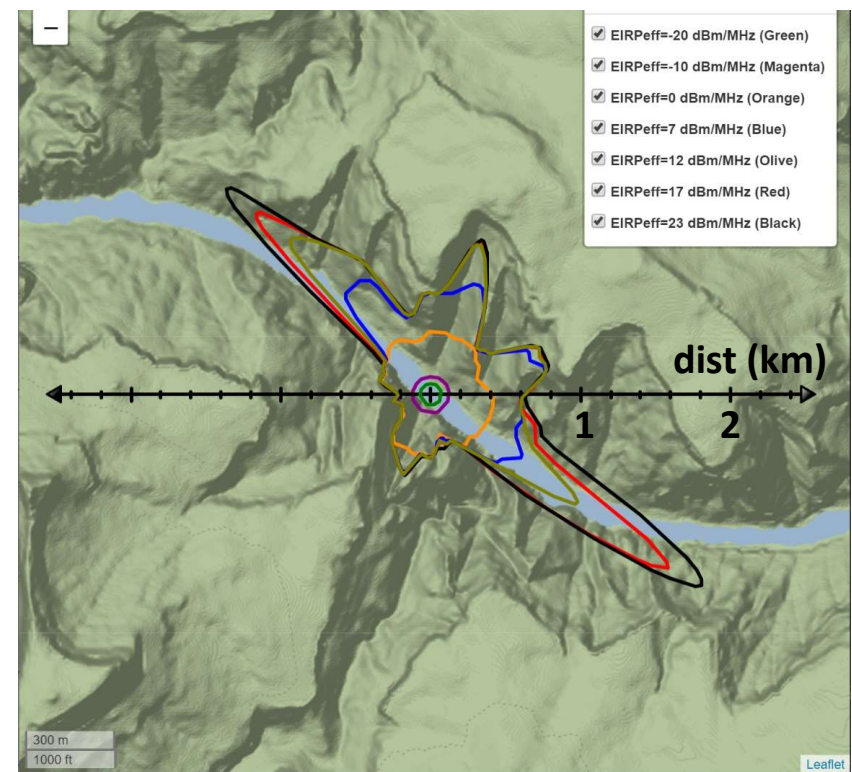 −
EIRPeff=-20 dBm/MHz (Green)
EIRPeff=-10 dBm/MHz (Magenta)
EIRPeff=0 dBm/MHz (Orange)
EIRPeff=7 dBm/MHz (Blue)
EIRPeff=12 dBm/MHz (Olive)
EIRPeff=17 dBm/MHz (Red)
EIRPeff=23 dBm/MHz (Black)
dist (km)
1 2
300 m
1000 ft
Leaflet